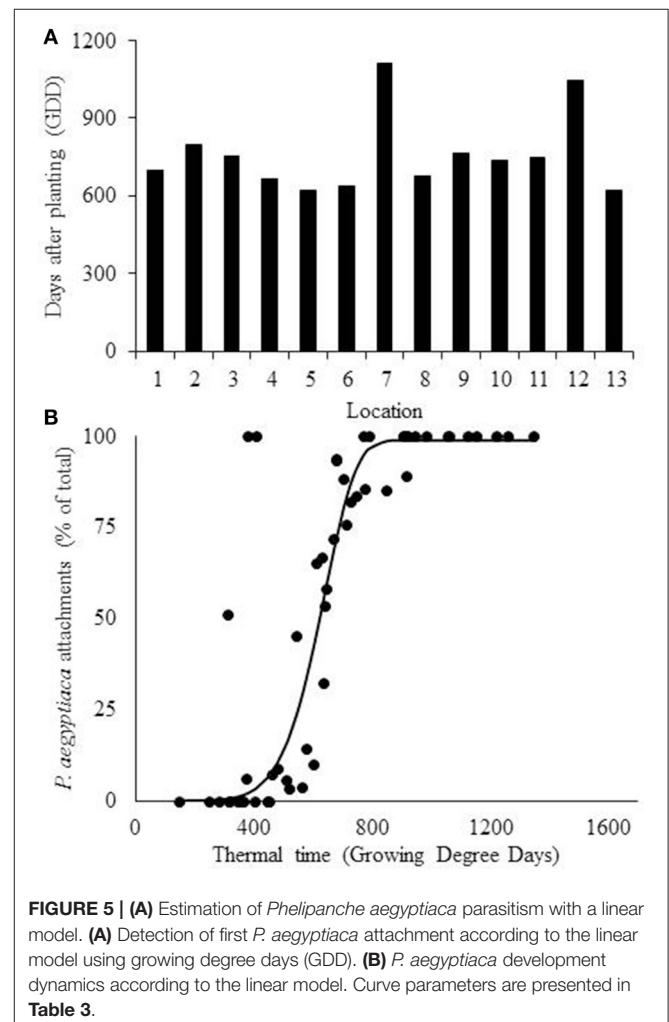 A
1200
900
600
300
0
Days after planting (GDD)
1 2 3 4 5 6 7 8 9 10 11 12 13
Location
B
100
75
50
25
0
P. aegyptiaca attachments (% of total)
0 400 800 1200 1600
Thermal time (Growing Degree Days)
FIGURE 5 | (A) Estimation of Phelipanche aegyptiaca parasitism with a linear
model. (A) Detection of first P. aegyptiaca attachment according to the linear
model using growing degree days (GDD). (B) P. aegyptiaca development
dynamics according to the linear model. Curve parameters are presented in
Table 3.